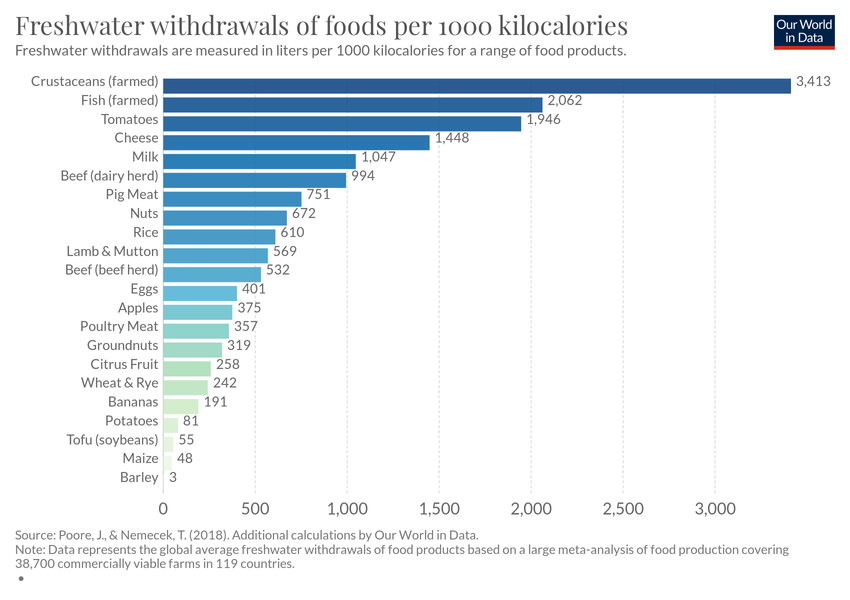 Freshwater withdrawals of foods per 1000 kilocalories
Freshwater withdrawals are measured in liters per 1000 kilocalories for a range of food products.
Our World
in Data
Crustaceans (farmed) 3,413
Fish (farmed) 2,062
Tomatoes 1,946
Cheese 1,448
Milk 1,047
Beef (dairy herd) 994
Pig Meat 751
Nuts 672
Rice 610
Lamb & Mutton 569
Beef (beef herd) 532
Eggs 401
Apples 375
Poultry Meat 357
Groundnuts 319
Citrus Fruit 258
Wheat & Rye 242
Bananas 191
Potatoes 81
Tofu (soybeans) 55
Maize 48
Barley 3
0 500 1,000 1,500 2,000 2,500 3,000
Source: Poore, J., & Nemecek, T. (2018). Additional calculations by Our World in Data.
Note: Data represents the global average freshwater withdrawals of food products based on a large meta-analysis of food production covering
38,700 commercially viable farms in 119 countries.
•